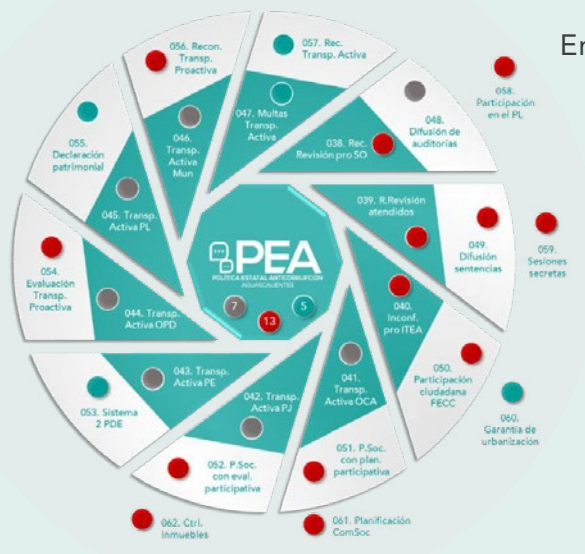 056. Recon.
Transp.
Proactiva
057. Rec.
Transp. Activa
En
058.
Participación
en el PL
048.
Difusión de
auditorías
047. Multas
Transp.
Activa
038. Rec.
Revisión pro SO
046.
Transp.
Activa
Mun
055.
Declaración
patrimonial
045. Transp.
Activa PL
039. R.Revisión
atendidos
049.
Difusión
sentencias
059.
Sesiones
secretas
PEA
POLÍTICA ESTATAL ANTICORRUPCIÓN
AGUASCALIENTES
7
13
5
054.
Evaluación
Transp.
Proactiva
044. Transp.
Activa OPD
040.
Inconf.
pro ITEA
050.
Participación
ciudadana
FECC
060.
Garantía de
urbanización
043. Transp.
Activa PE
042. Transp.
Activa PJ
041.
Transp.
Activa OCA
053. Sistema
2 PDE
052. P.Soc.
con eval.
participativa
051. P.Soc.
con plan.
participativa
062. Ctrl.
inmuebles
061. Planificación
ComSoc